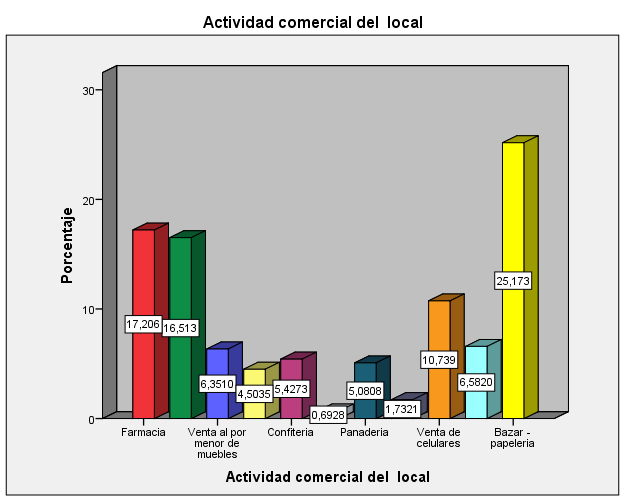 Actividad comercial del local
Porcentaje
30
20
10
0
17,206
16,513
6,3510
4,5035
5,4273
0,6928
5,0808
1,7321
10,739
6,5820
25,173
Farmacia
Venta al por
menor de
muebles
Confiteria
Panaderia
Venta de
celulares
Bazar -
papeleria
Actividad comercial del local